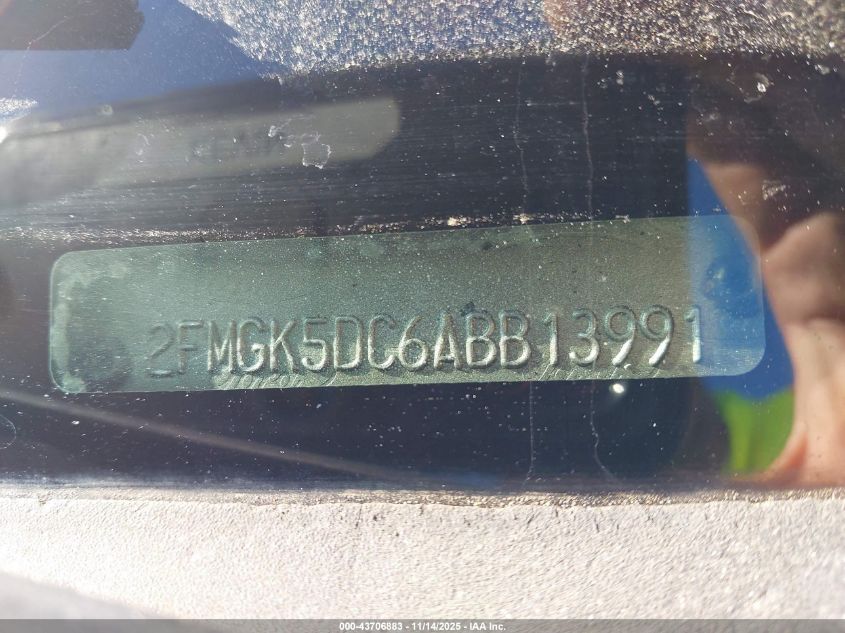 2FMGK5DC6ABB13991
000-43706883 - 11/14/2025 - IAA Inc.